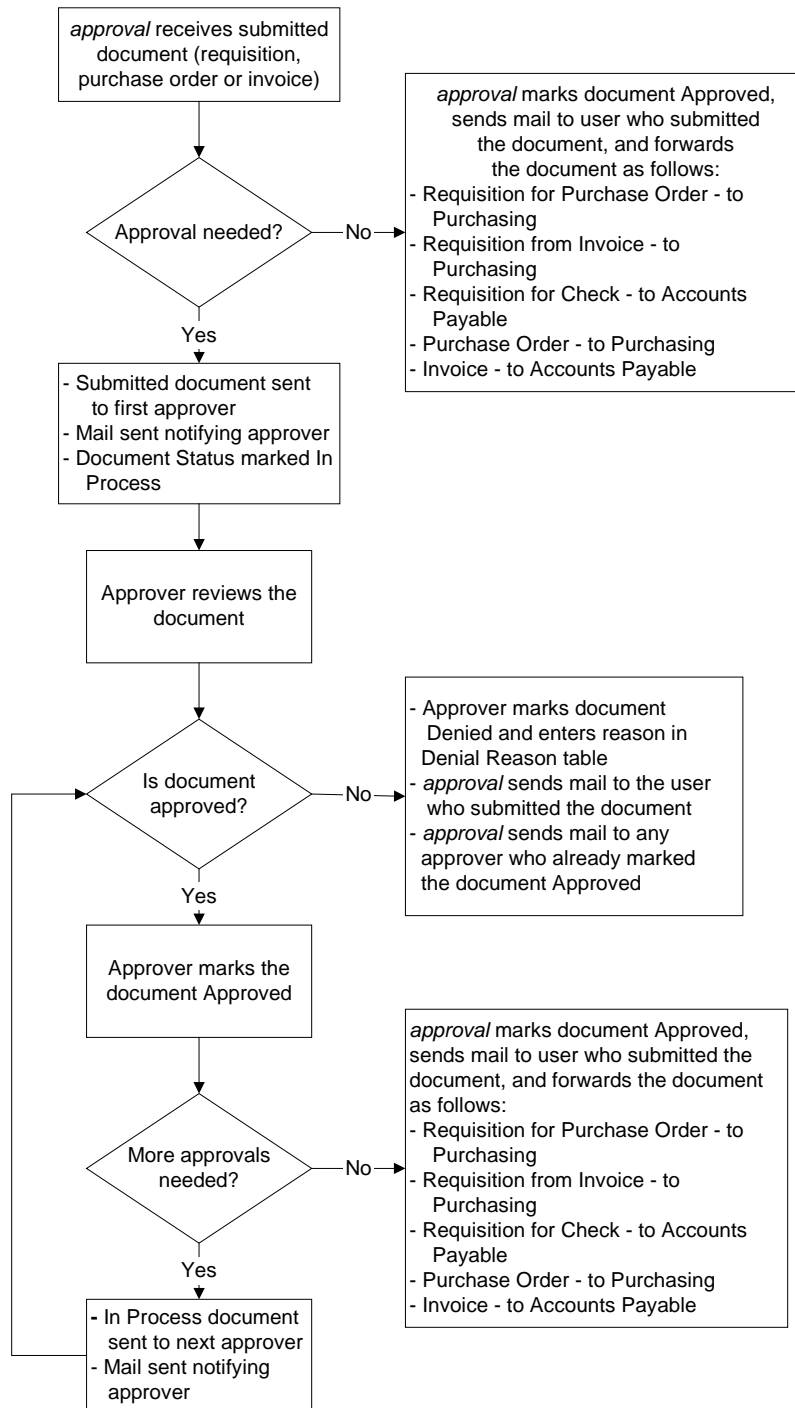 approval receives submitted
document (requisition,
purchase order or invoice)
approval marks document Approved,
sends mail to user who submitted
the document, and forwards
the document as follows:
- Requisition for Purchase Order - to
Purchasing
- Requisition from Invoice - to
Purchasing
- Requisition for Check - to Accounts
Payable
- Purchase Order - to Purchasing
- Invoice - to Accounts Payable
Approval needed?
No
Yes
- Submitted document sent
to first approver
- Mail sent notifying approver
- Document Status marked In
Process
Approver reviews the
document
Is document
approved?
No
- Approver marks document
Denied and enters reason in
Denial Reason table
- approval sends mail to the user
who submitted the document
- approval sends mail to any
approver who already marked
the document Approved
Yes
Approver marks the
document Approved
More approvals
needed?
No
approval marks document Approved,
sends mail to user who submitted the
document, and forwards the document
as follows:
- Requisition for Purchase Order - to
Purchasing
- Requisition from Invoice - to
Purchasing
- Requisition for Check - to Accounts
Payable
- Purchase Order - to Purchasing
- Invoice - to Accounts Payable
Yes
- In Process document
sent to next approver
- Mail sent notifying
approver